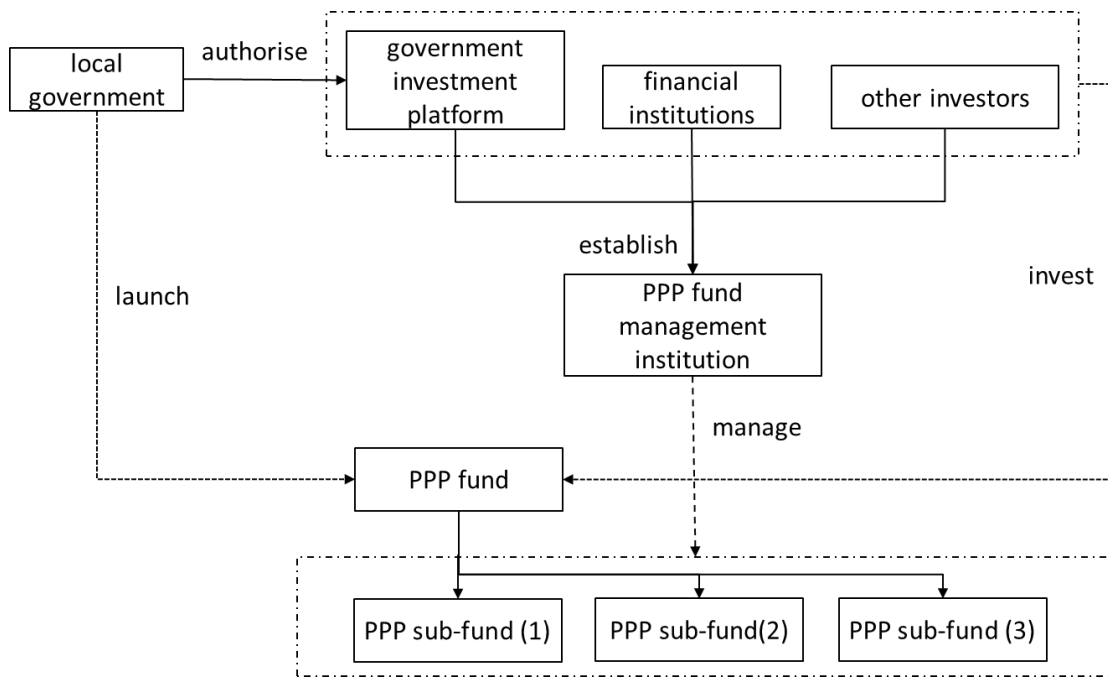 local
government
authorise
government
investment
platform
financial
institutions
other investors
establish
launch
PPP fund
management
institution
invest
manage
PPP fund
PPP sub-fund (1)
PPP sub-fund(2)
PPP sub-fund (3)